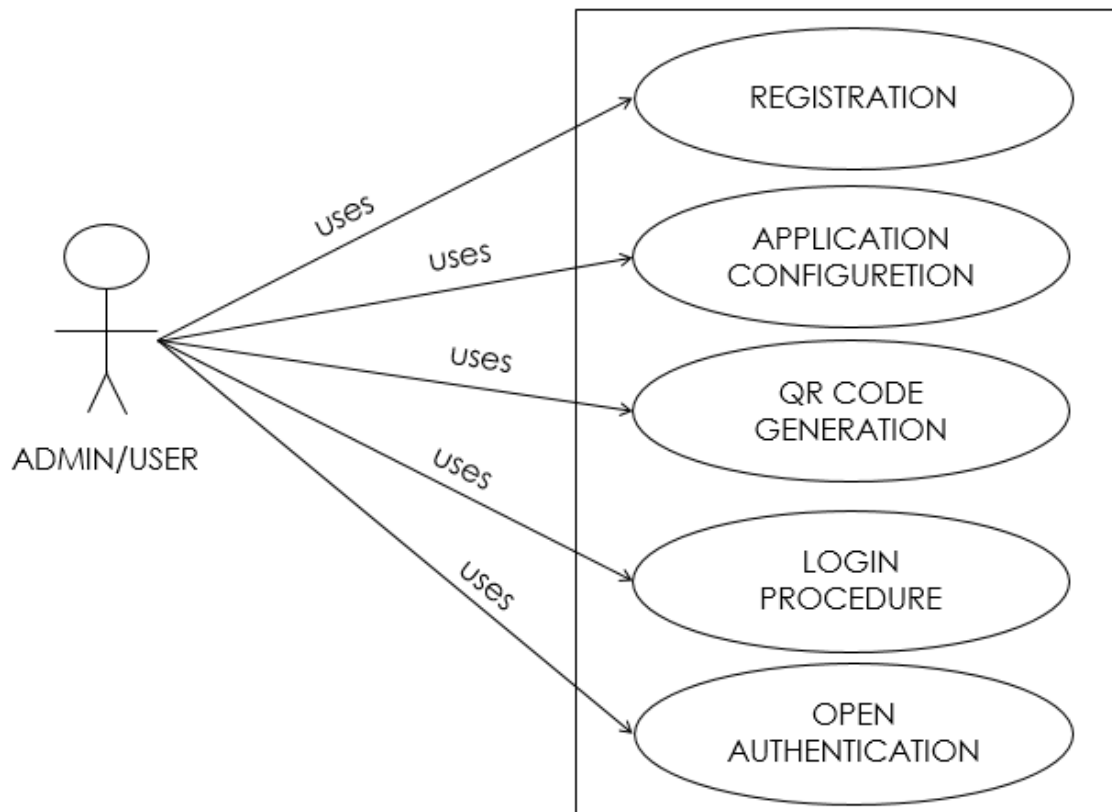 REGISTRATION
uses
APPLICATION
CONFIGURETION
uses
QR CODE
GENERATION
uses
ADMIN/USER
uses
LOGIN
PROCEDURE
uses
OPEN
AUTHENTICATION